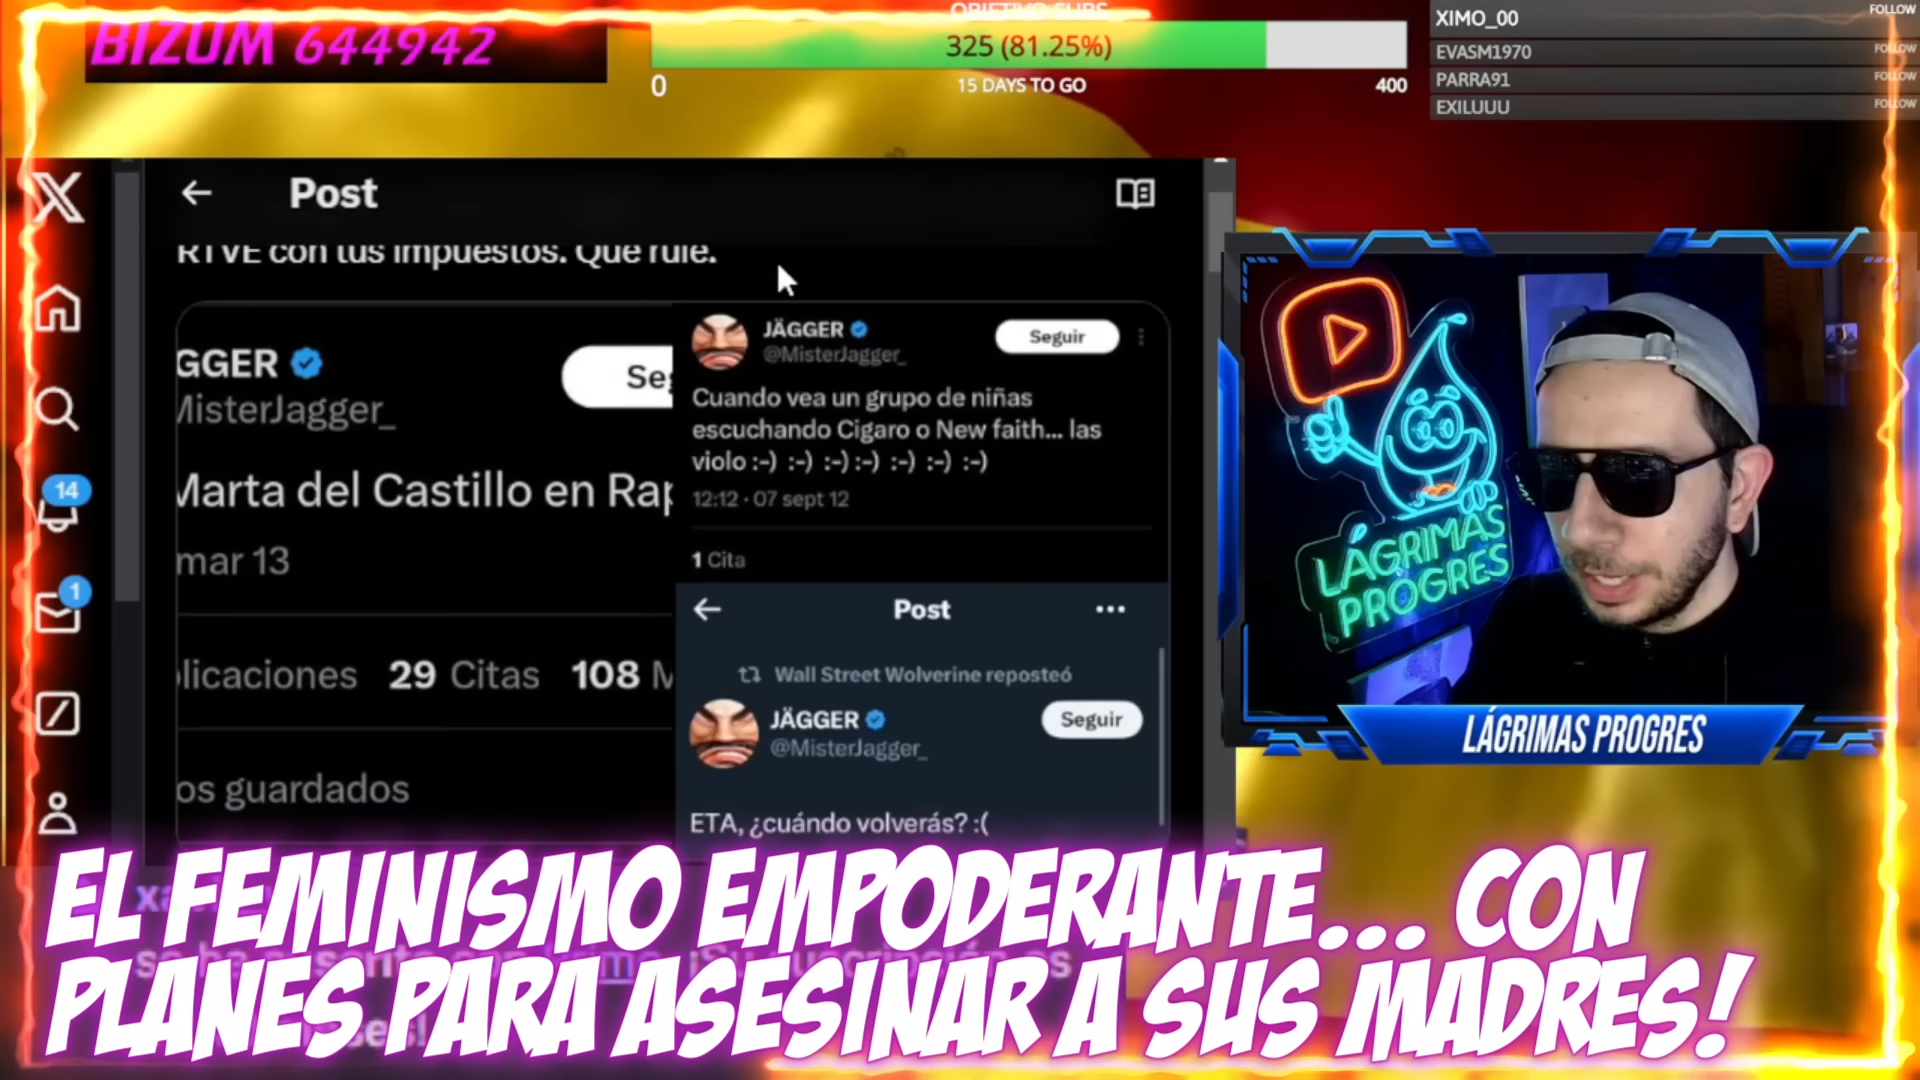 BIZUM 644942
OBJETIVO SUBS
325 (81.25%)
0
15 DAYS TO GO
400
XIMO_00
FOLLOW
EVASM1970
FOLLOW
PARRA91
FOLLOW
EXILUUU
FOLLOW
Post
RTVE con tus impuestos. Que rule.
GGER
MisterJagger_
Marta del Castillo en
mar 13
29 Citas 108
os guardados
14
1
JÄGGER
Seguir
@MisterJagger_
Cuando vea un grupo de niñas
escuchando Cigaro o New faith... las
violo :-) :-) :-) :-) :-) :-) :-)
12:12 · 07 sept 12
1 Cita
Post
Wall Street Wolverine reposteó
JÄGGER
Seguir
@MisterJagger_
ETA, ¿cuándo volverás? :(
LÁGRIMAS
PROGRES
LÁGRIMAS PROGRES
EL FEMINISMO EMPODERANTE... CON
PLANES PARA ASESINAR A SUS MADRES!